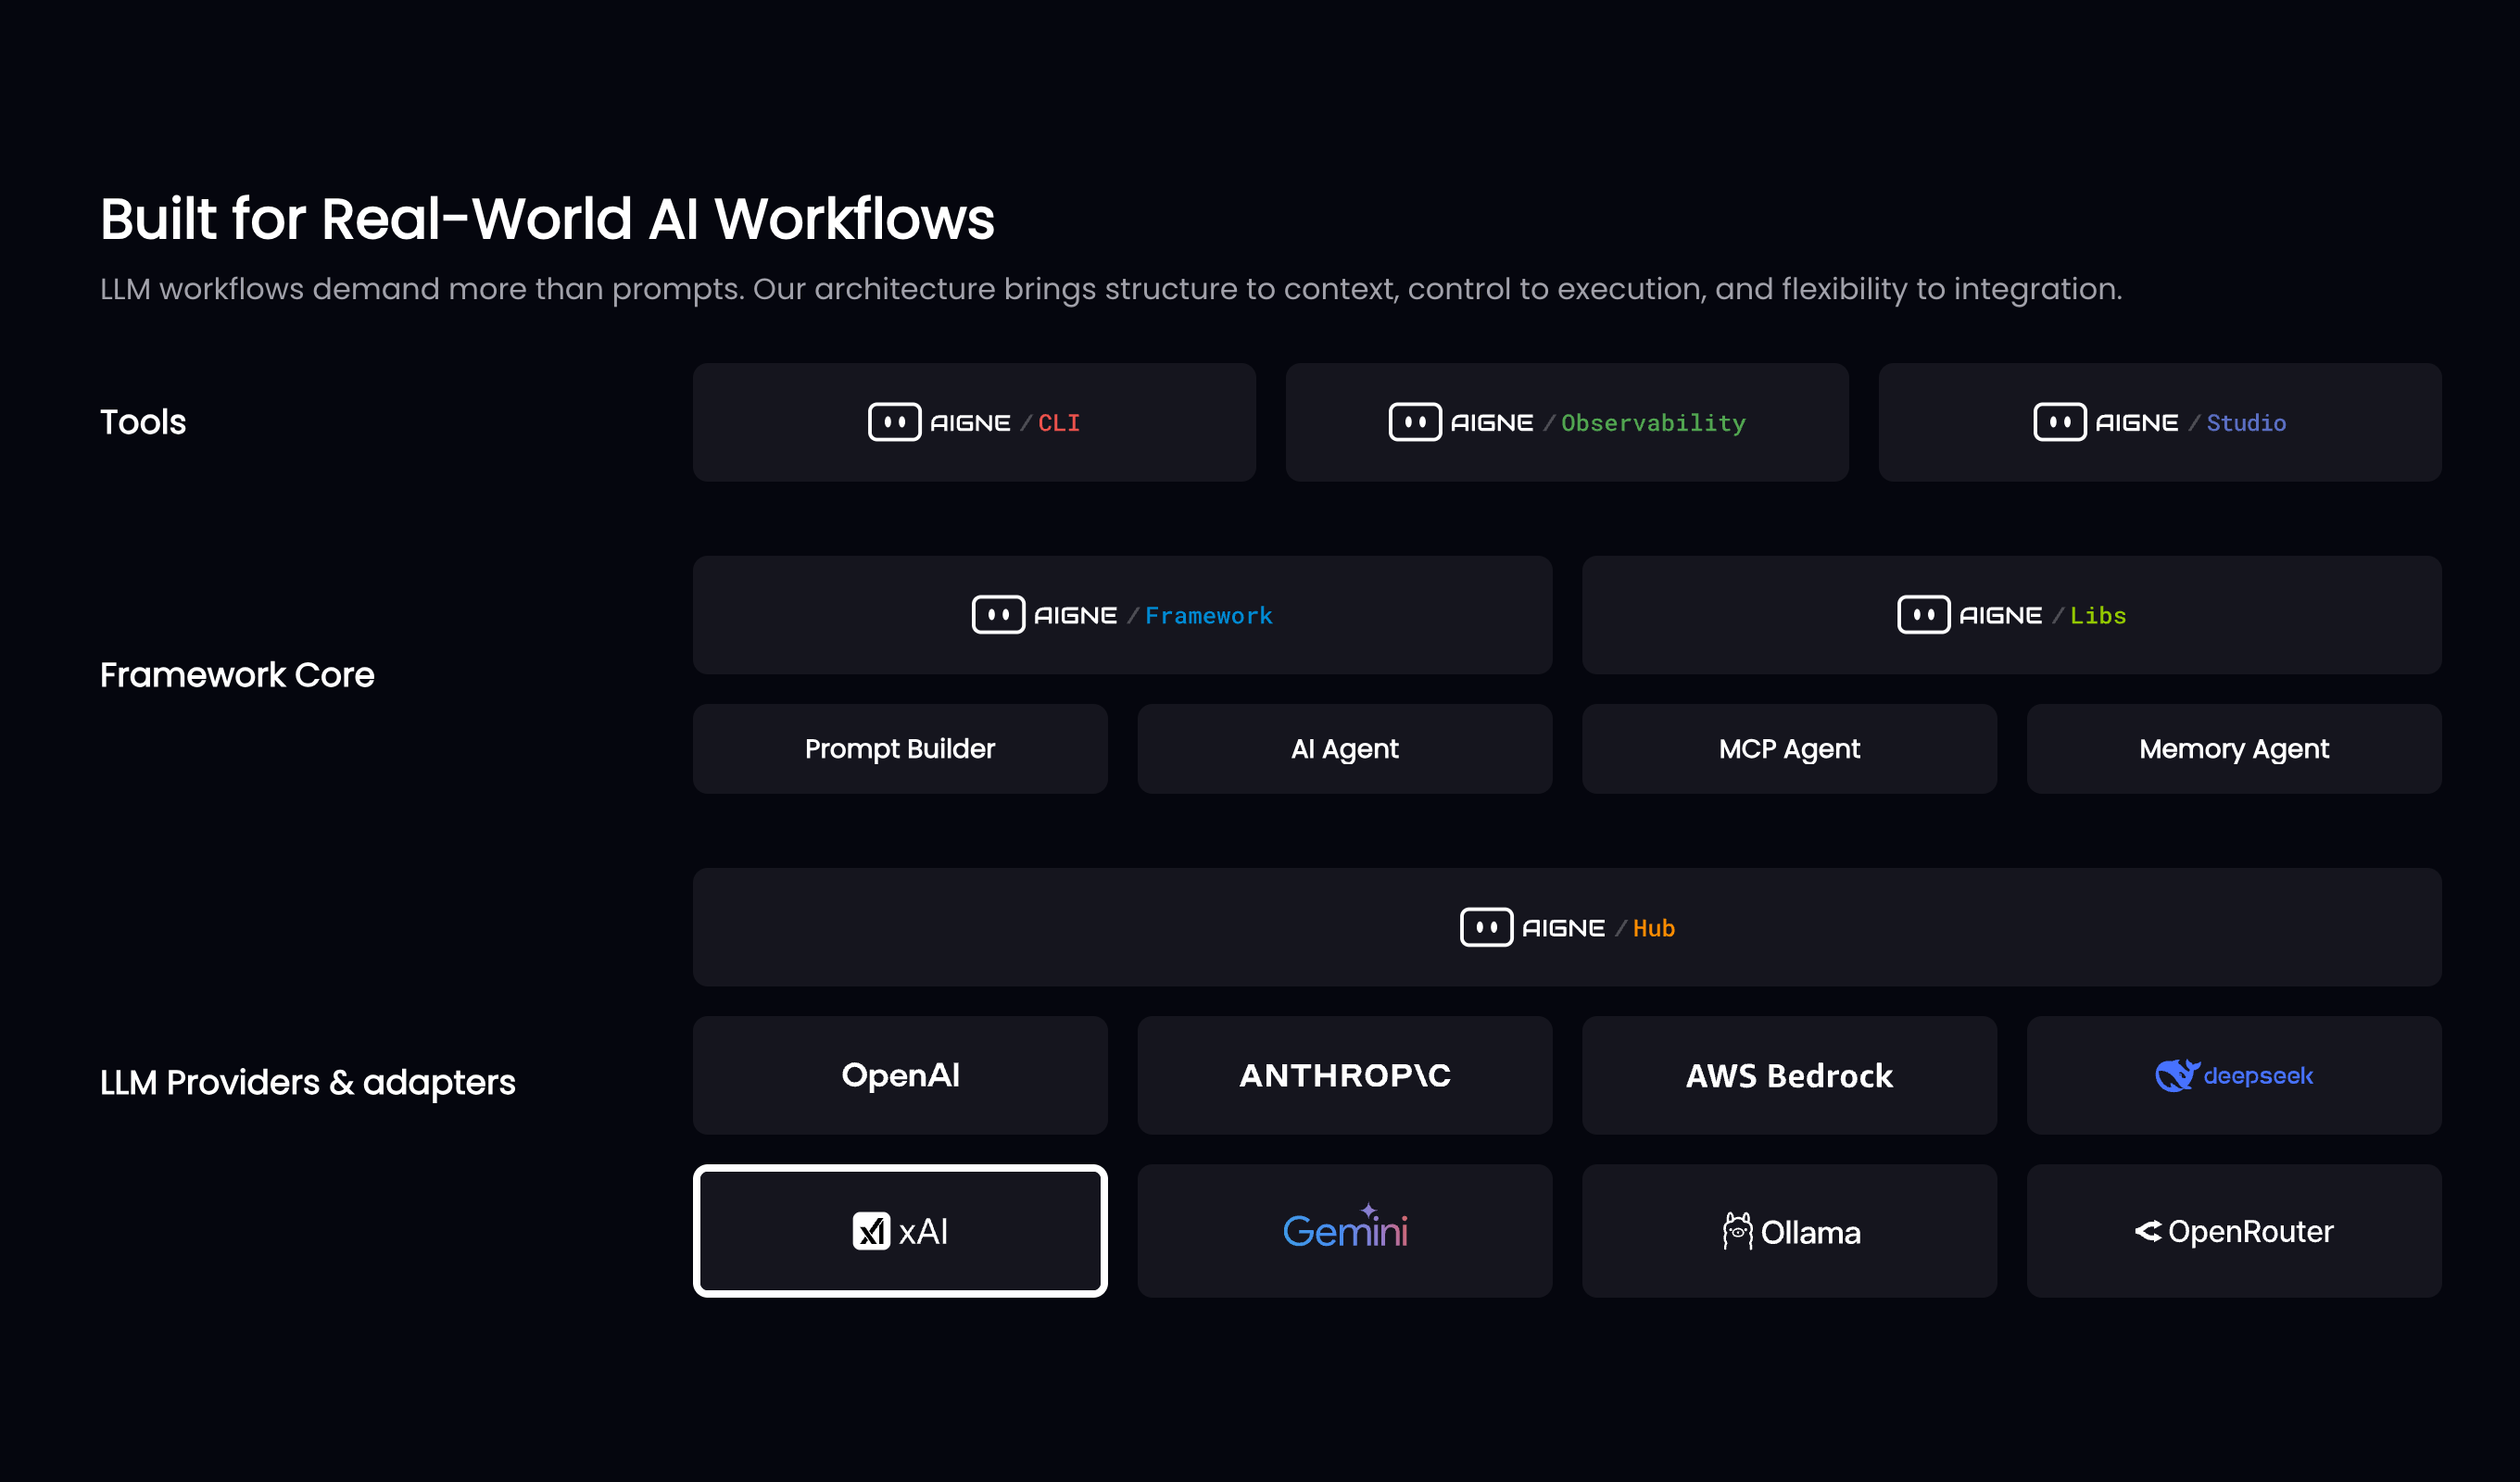 Built for Real-World AI Workflows
LLM workflows demand more than prompts. Our architecture brings structure to context, control to execution, and flexibility to integration.
Tools
AIGNE / CLI
AIGNE / Observability
AIGNE / Studio
Framework Core
AIGNE / Framework
AIGNE / Libs
Prompt Builder
AI Agent
MCP Agent
Memory Agent
LLM Providers & adapters
AIGNE / Hub
OpenAI
ANTHROP\C
AWS Bedrock
deepseek
xAI
Gemini
Ollama
OpenRouter